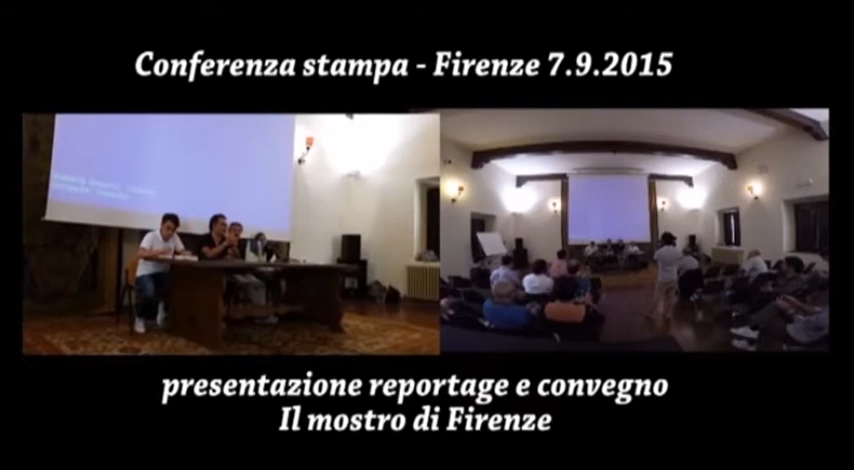 Conferenza stampa - Firenze 7.9.2015
presentazione reportage e convegno
Il mostro di Firenze